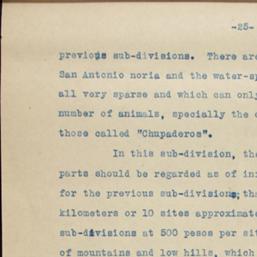 -25-
previous sub-divisions. There are
San Antonio noria and the water-sp
all very sparse and which can only
number of animals, specially the
those called "Chupaderos".
In this sub-division, the
parts should be regarded as of
for the previous sub-divisions; tha
kilometers or 10 sites approximate
sub-divisions at 500 pesos per sit
of mountains and low hills, which